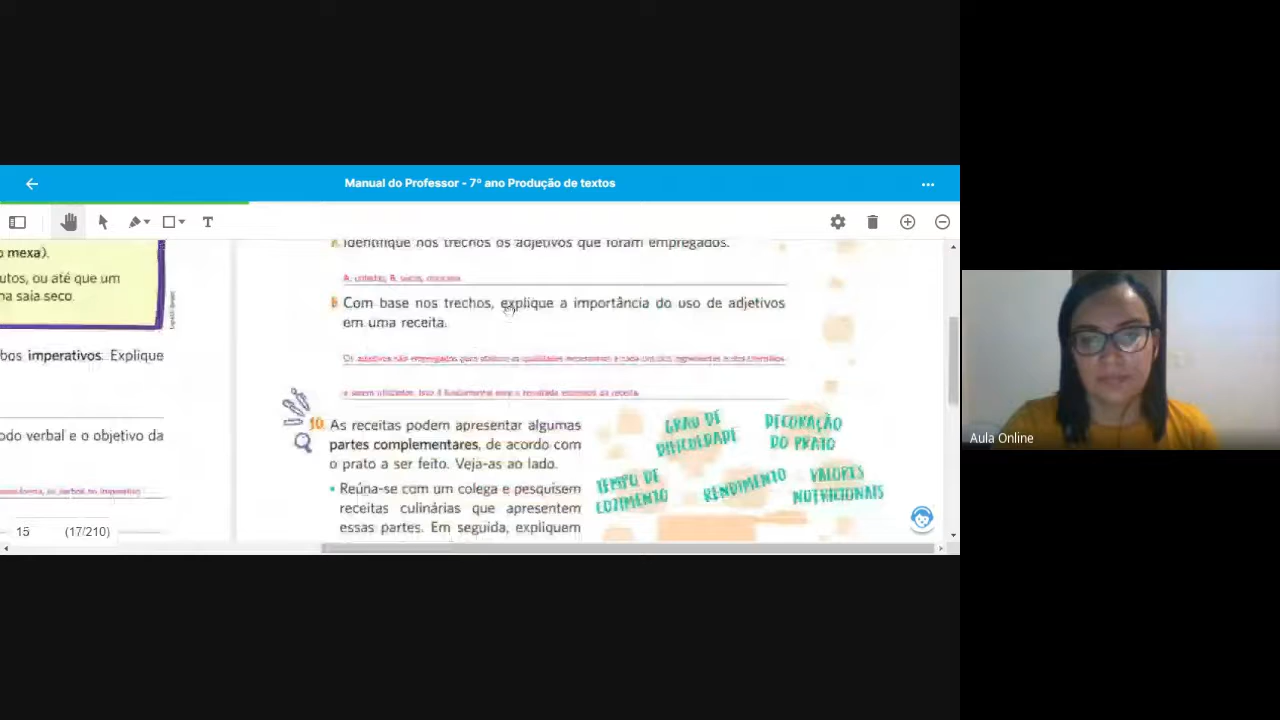 Manual do Professor - 7º ano Produção de textos
T
o mexa).
utos, ou até que um
na saia seco.
bos imperativos. Explique
odo verbal e o objetivo da
15 (17/210)
A Identifique nos trechos os adjetivos que foram empregados.
B Com base nos trechos, explique a importância do uso de adjetivos
em uma receita.
10. As receitas podem apresentar algumas
partes complementares, de acordo com
o prato a ser feito. Veja-as ao lado.
• Reúna-se com um colega e pesquisem
receitas culinárias que apresentem
essas partes. Em seguida, expliquem
GRAU DE
DIFICULDADE
DECORAÇÃO
DO PRATO
TEMPO DE
COZIMENTO
RENDIMENTO
VALORES
NUTRICIONAIS
Aula Online